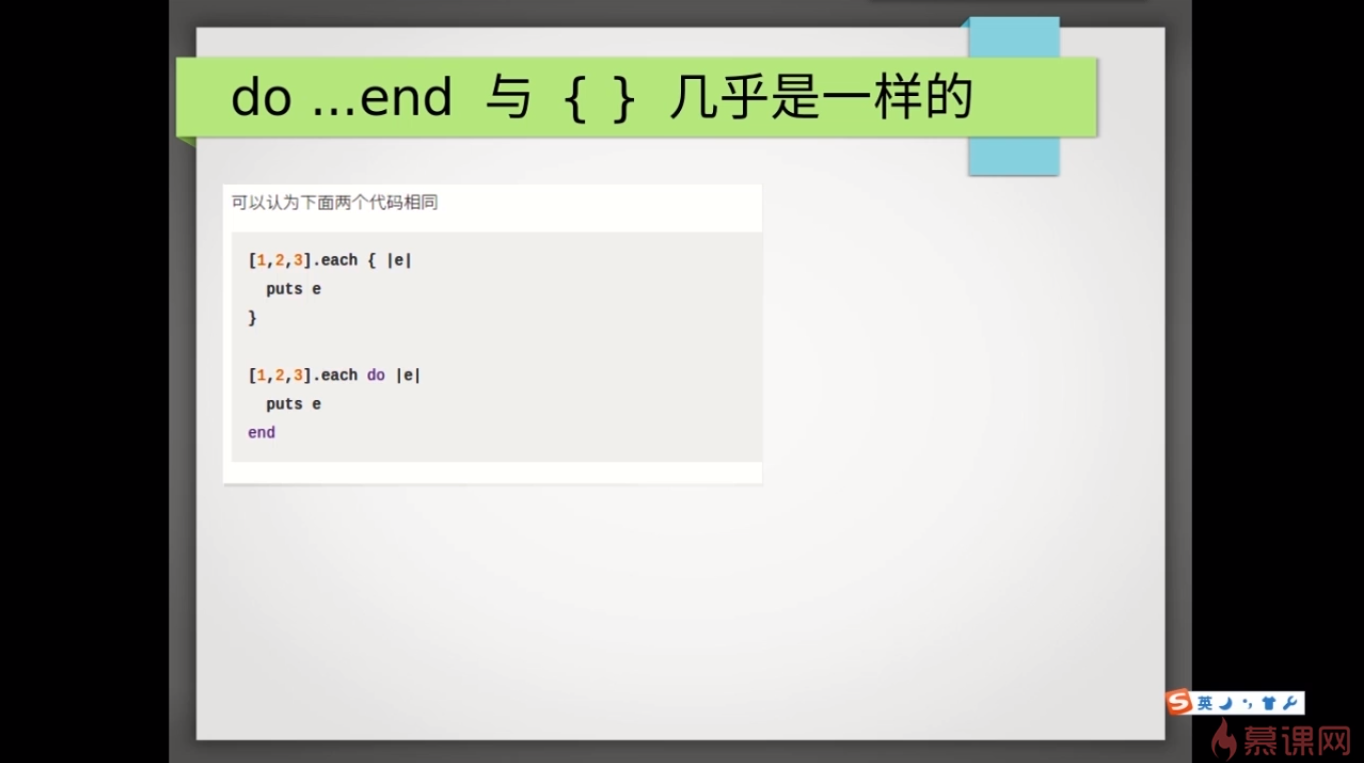 do ...end 与 { } 几乎是一样的
可以认为下面两个代码相同
[1,2,3].each { |e|
  puts e
}
[1,2,3].each do |e|
  puts e
end
英
慕课网